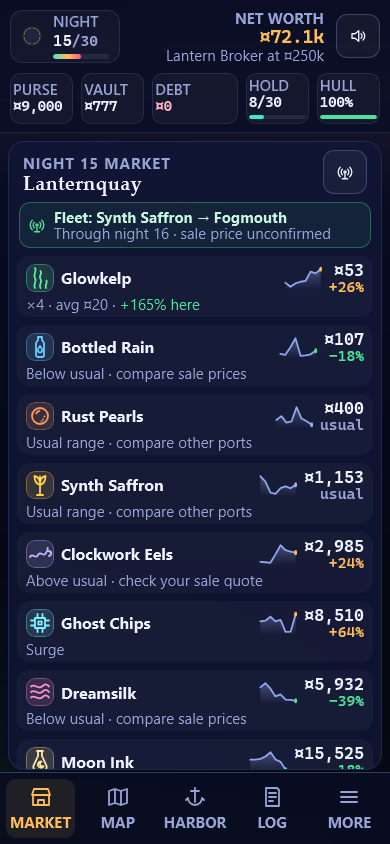 NIGHT
15/30
NET WORTH
¤72.1k
Lantern Broker at ¤250k
PURSE
¤9,000
VAULT
¤777
DEBT
¤0
HOLD
8/30
HULL
100%
NIGHT 15 MARKET
Lanternquay
Fleet: Synth Saffron → Fogmouth
Through night 16 · sale price unconfirmed
Glowkelp
¤53
+26%
×4 · avg ¤20 · +165% here
Bottled Rain
¤107
−18%
Below usual · compare sale prices
Rust Pearls
¤400
usual
Usual range · compare other ports
Synth Saffron
¤1,153
usual
Usual range · compare other ports
Clockwork Eels
¤2,985
+24%
Above usual · check your sale quote
Ghost Chips
¤8,510
+64%
Surge
Dreamsilk
¤5,932
−39%
Below usual · compare sale prices
Moon Ink
¤15,525
MARKET
MAP
HARBOR
LOG
MORE